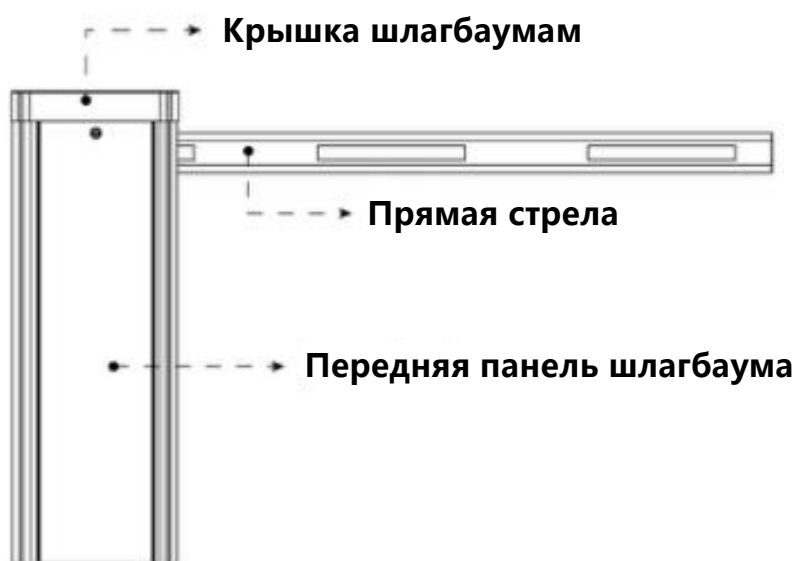 Крышка шлагбаумам
Прямая стрела
Передняя панель шлагбаума